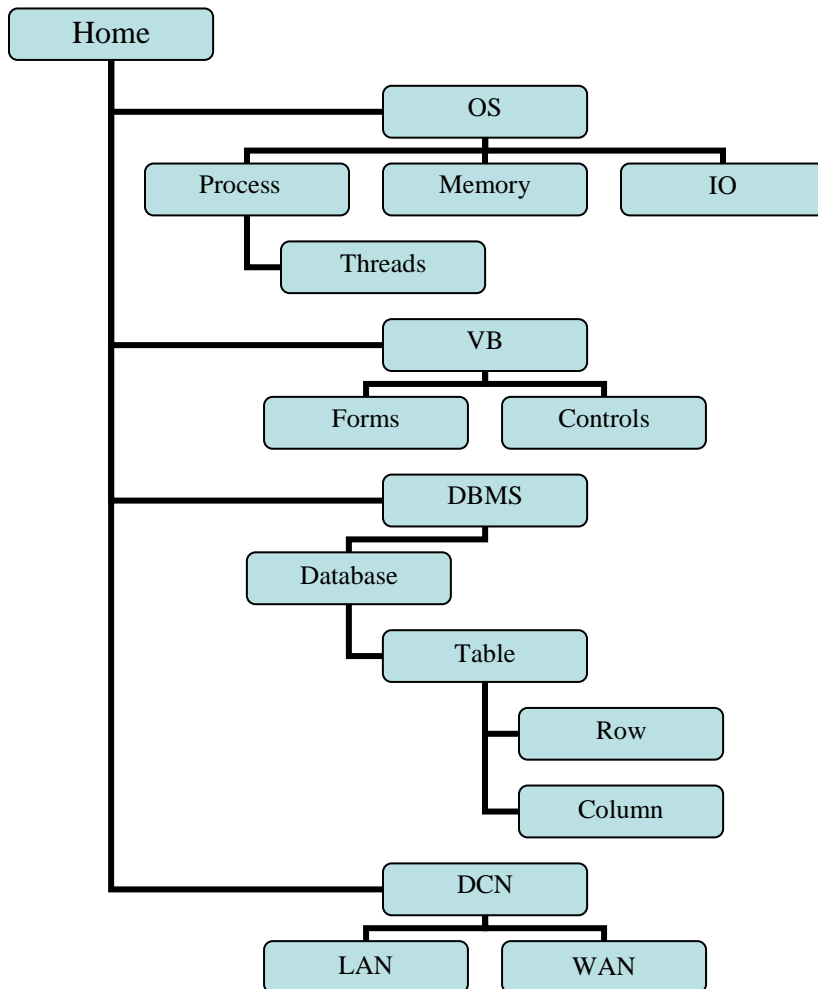 Home
OS
Process
Memory
IO
Threads
VB
Forms
Controls
DBMS
Database
Table
Row
Column
DCN
LAN
WAN